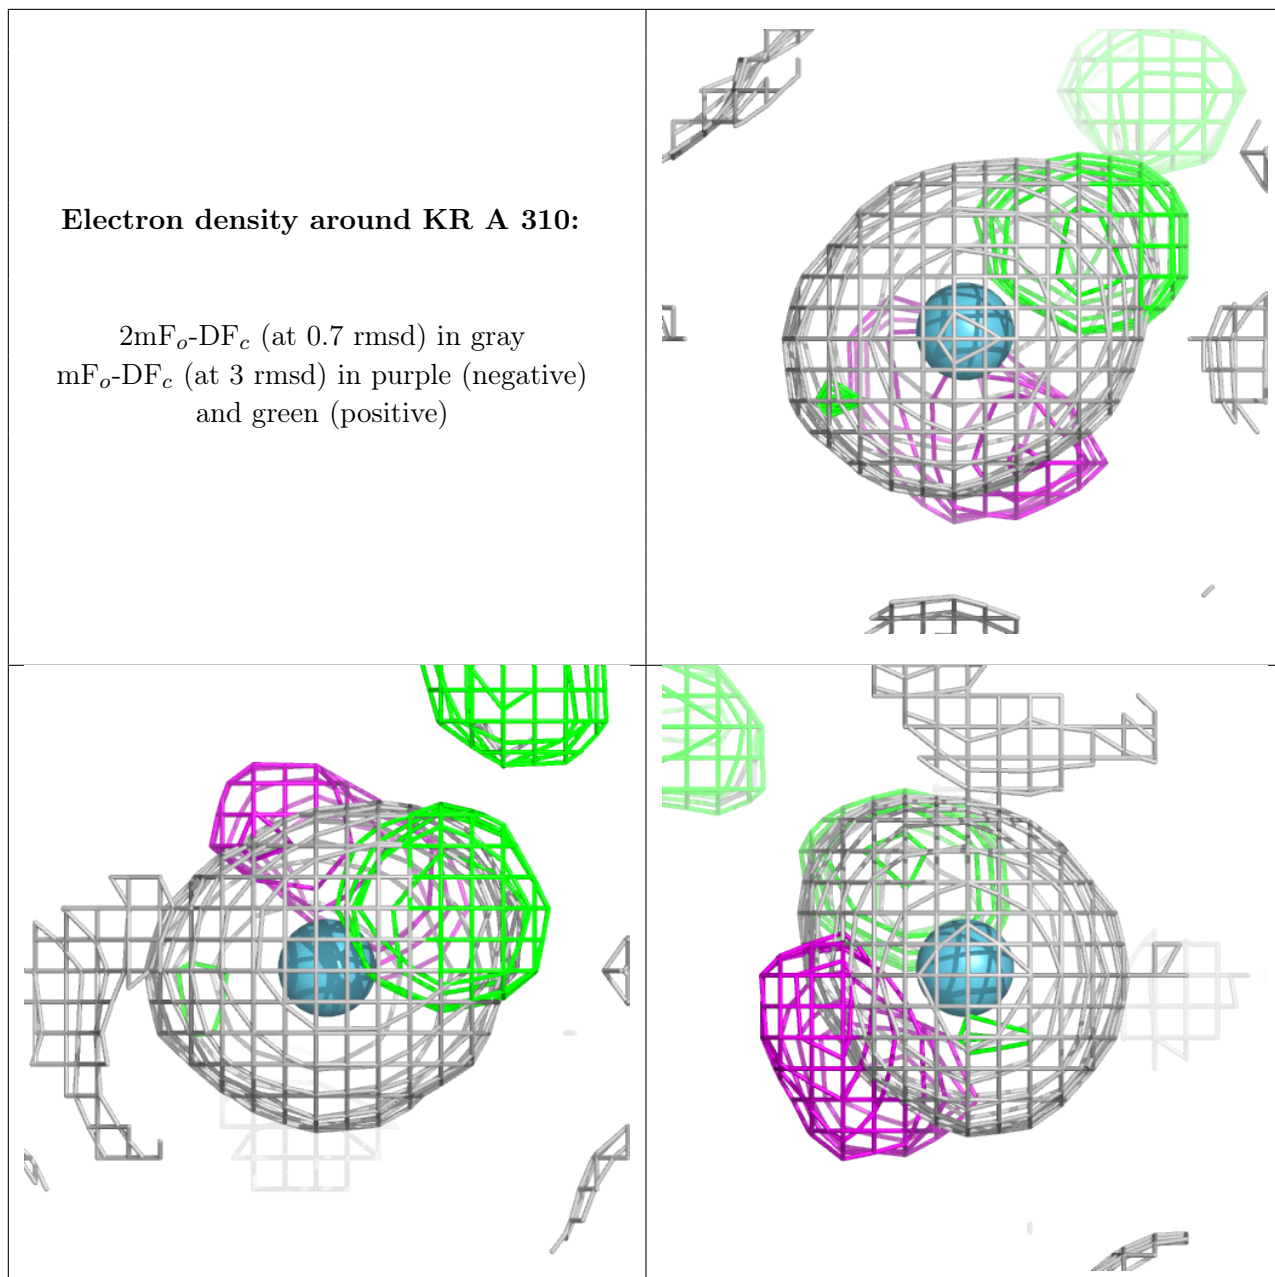 Electron density around KR A 310:
2mFo-DFc (at 0.7 rmsd) in gray
mFo-DFc (at 3 rmsd) in purple (negative)
and green (positive)